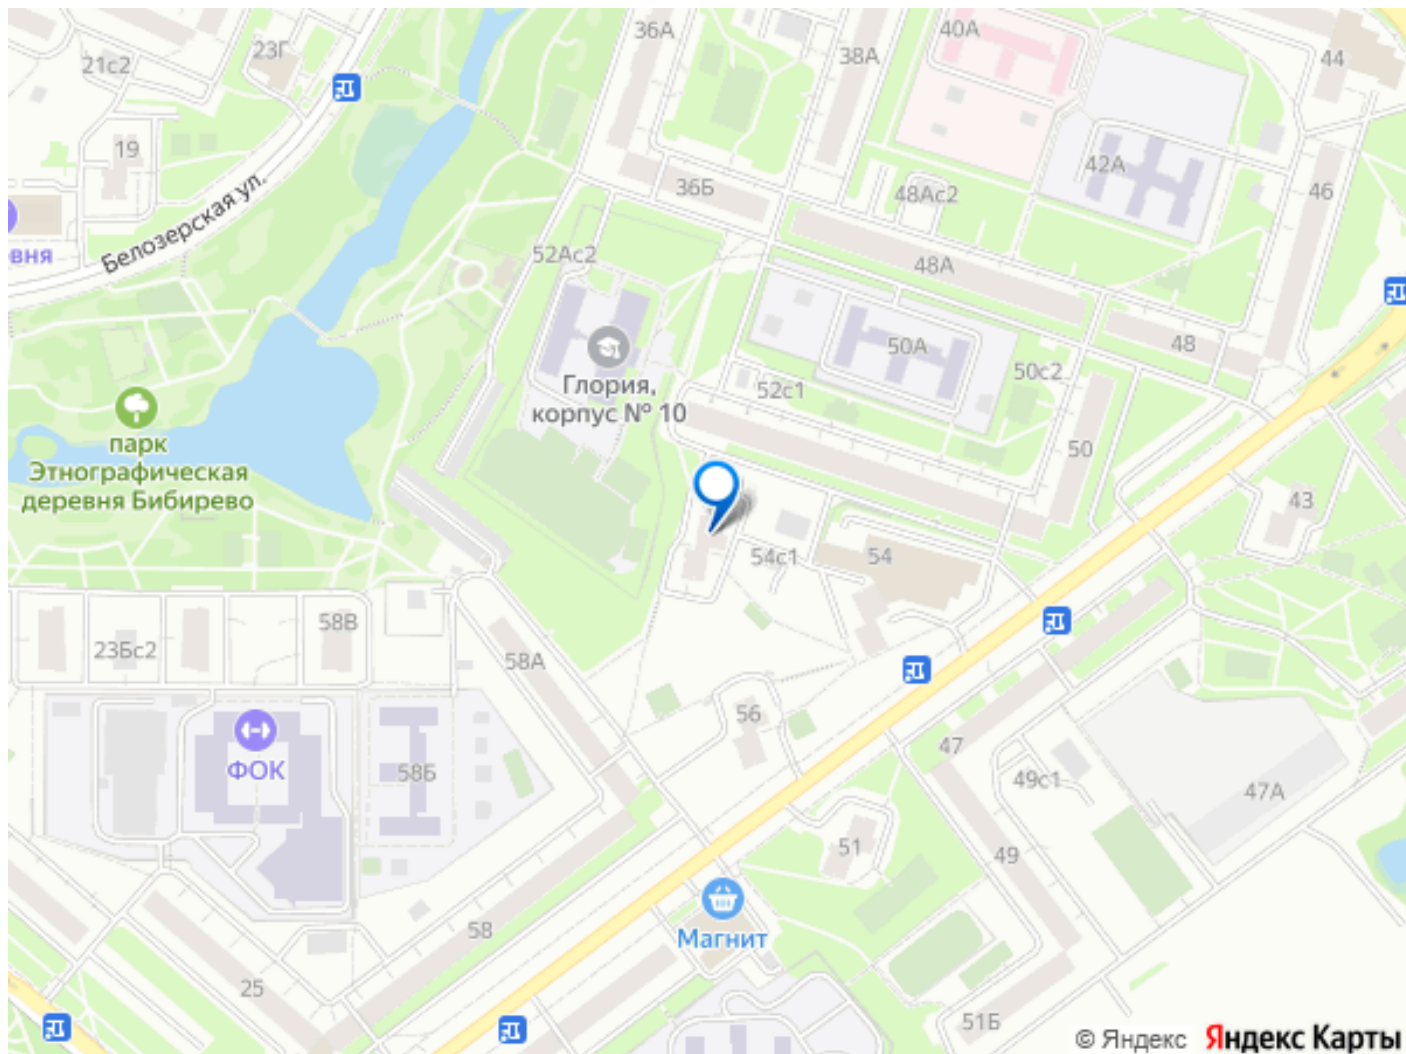 36А
40А
44
23Г
38А
21с2
19
42А
36Б
48Ас2
46
Белозерская ул.
52Ас2
вня
48А
48
50А
50с2
Глория,
корпус № 10
52с1
парк
Этнографическая
деревня Бибирево
50
43
54с1
54
58В
23Бс2
58А
56
47
ФОК
58Б
49с1
47А
51
49
Магнит
58
25
51Б
© Яндекс
Яндекс Карты